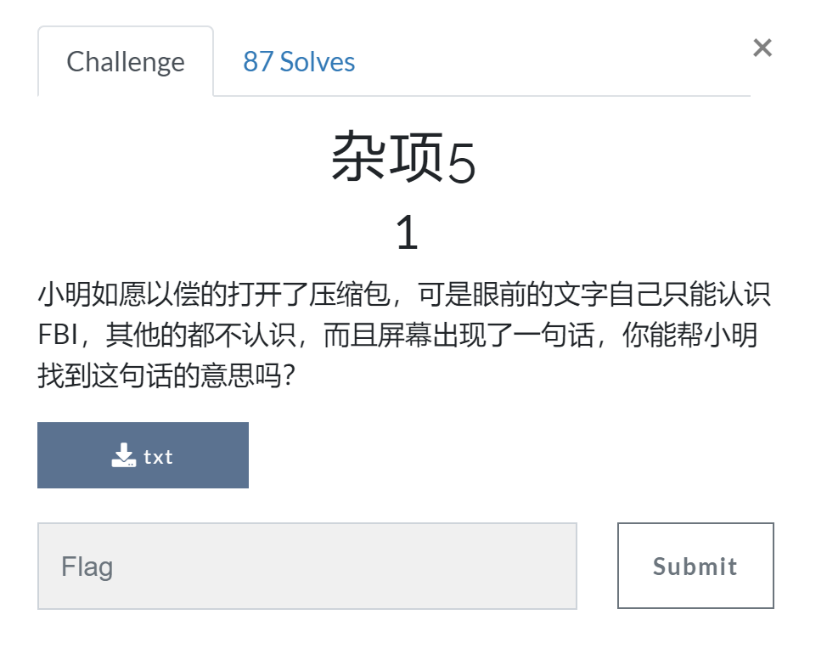 Challenge
87 Solves
×
杂项5
1
小明如愿以偿的打开了压缩包，可是眼前的文字自己只能认识
FBI，其他的都不认识，而且屏幕出现了一句话，你能帮小明
找到这句话的意思吗？
txt
Flag
Submit